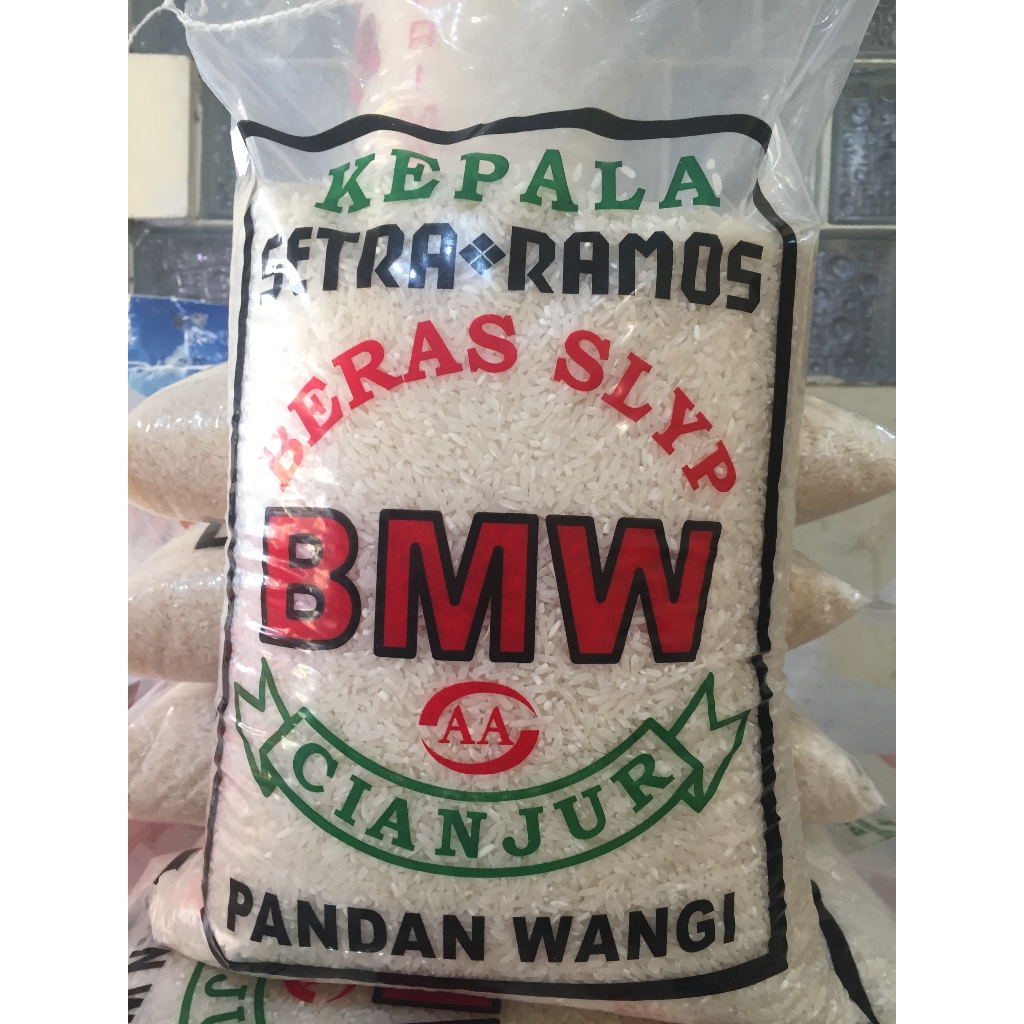 KEPALA
SETRA RAMOS
BERAS SLYP
BMW
AA
CIANJUR
PANDAN WANGI